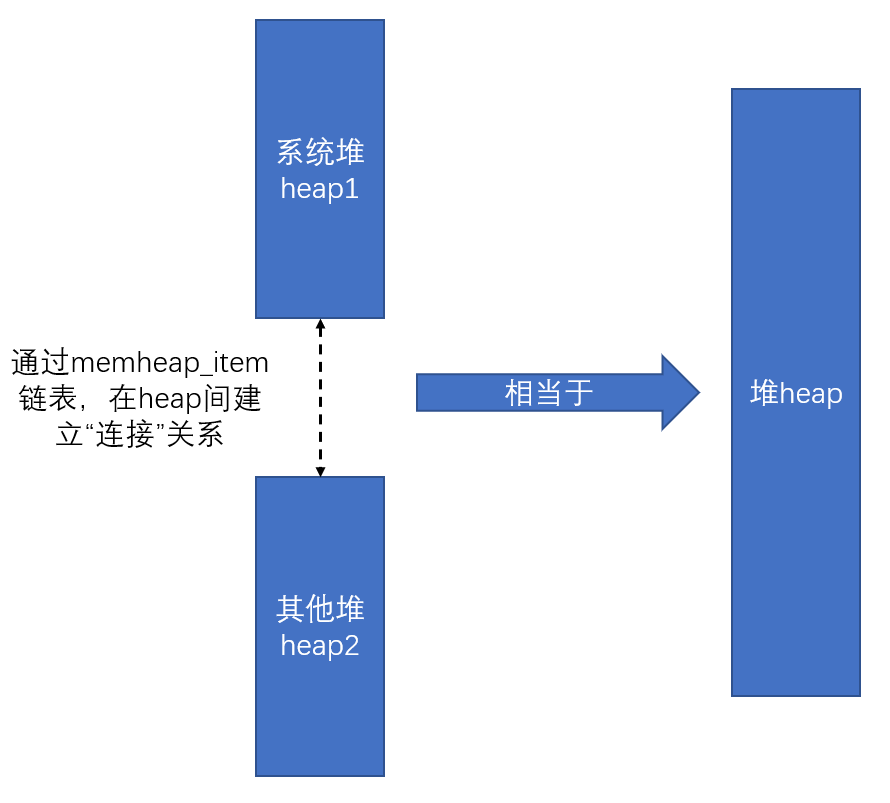 系统堆
heap1
通过memheap_item
链表，在heap间建
立“连接”关系
相当于
堆heap
其他堆
heap2